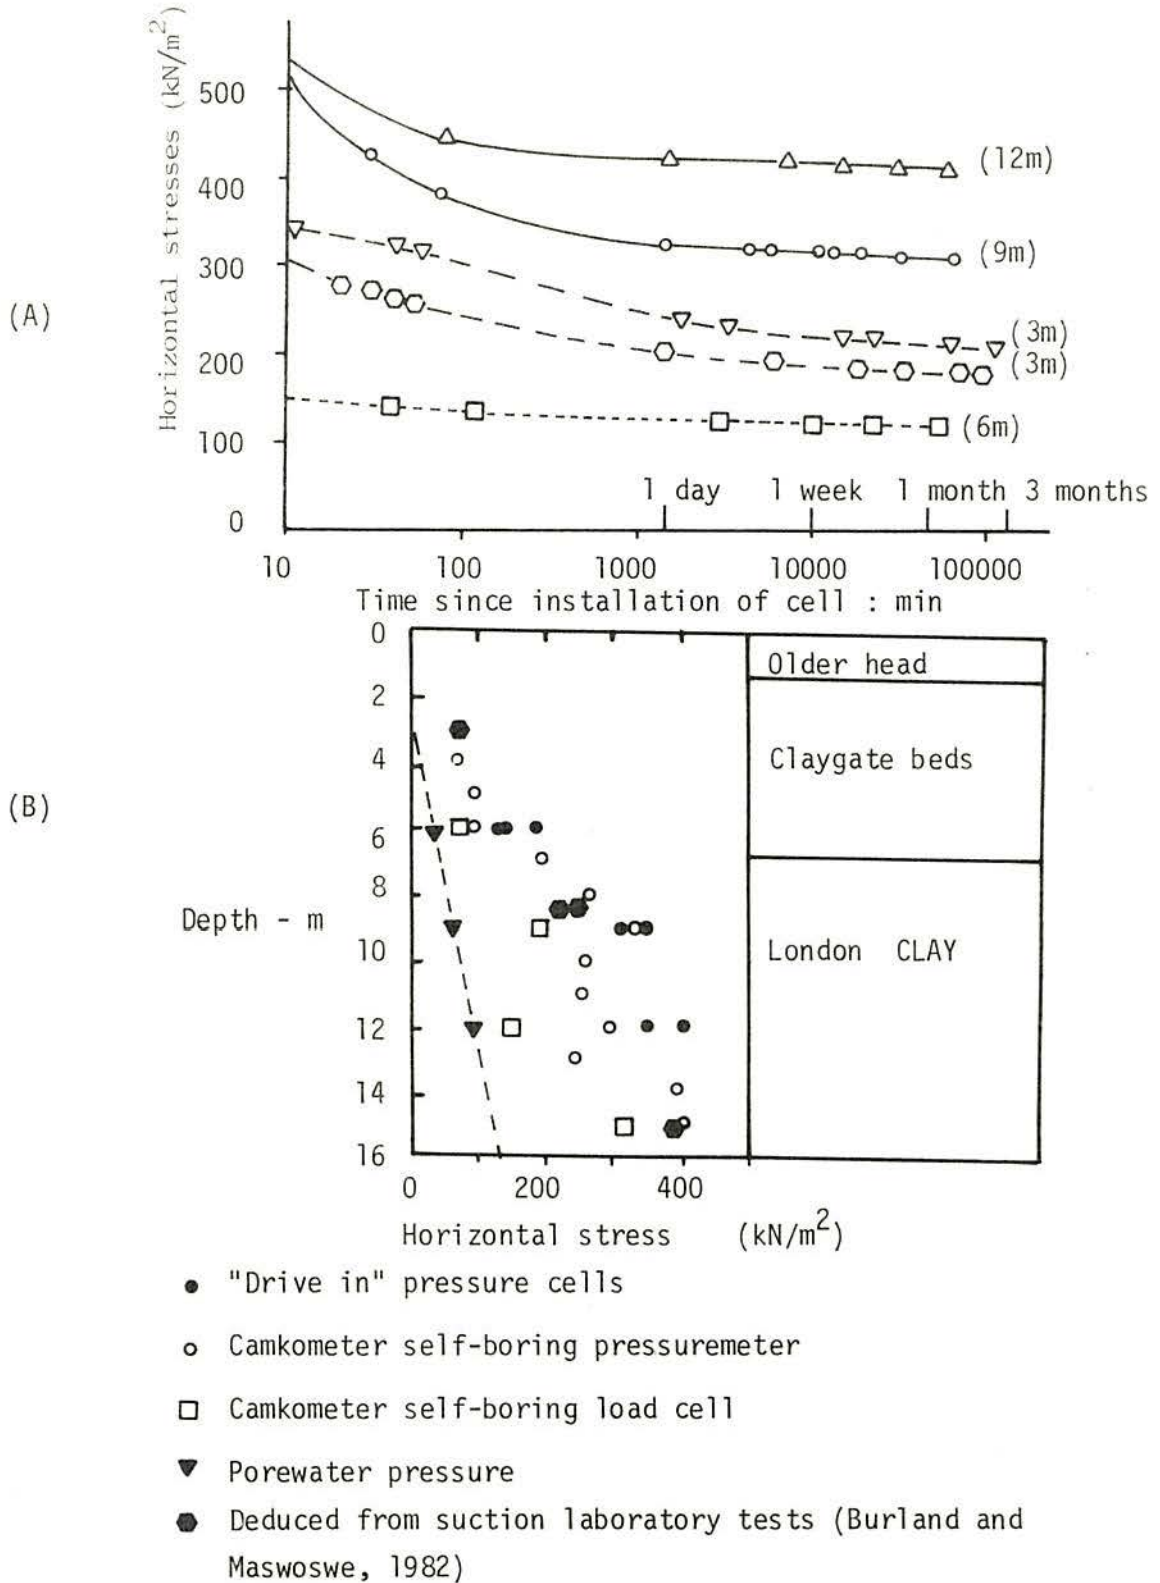 Horizontal stresses (kN/m²)
500
400
300
200
100
0
(12m)
(9m)
(3m)
(3m)
(6m)
(A)
1 day 1 week 1 month 3 months
10 100 1000 10000 100000
Time since installation of cell : min
0
2
4
6
8
10
12
14
16
(B)
Depth - m
Older head
Claygate beds
London CLAY
0 200 400
Horizontal stress (kN/m²)
"Drive in" pressure cells
Camkometer self-boring pressuremeter
Camkometer self-boring load cell
Porewater pressure
Deduced from suction laboratory tests (Burland and
Maswoswe, 1982)